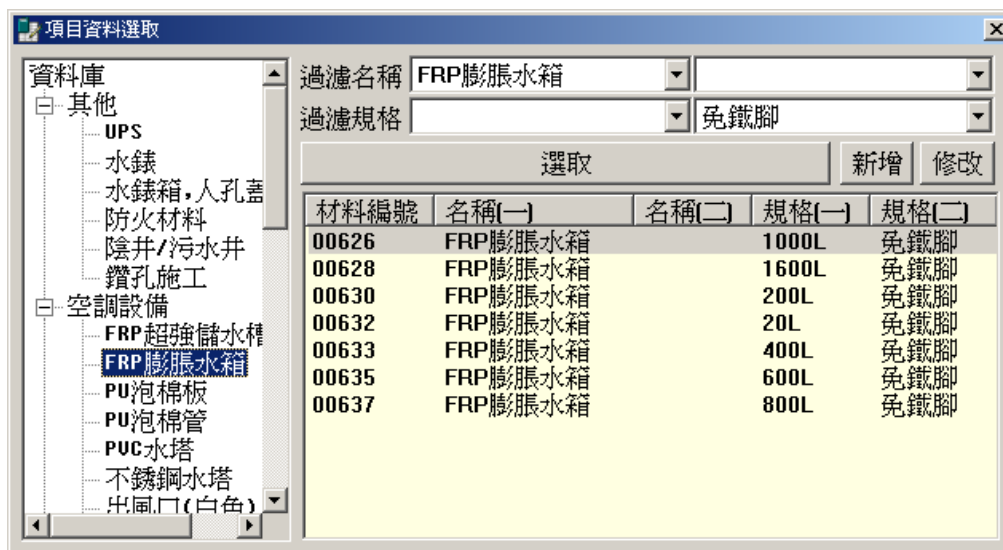 項目資料選取
資料庫
其他
UPS
水錶
水錶箱,人孔蓋
防火材料
陰井/污水井
鑽孔施工
空調設備
FRP超強儲水槽
FRP膨脹水箱
PU泡棉板
PU泡棉管
PVC水塔
不銹鋼水塔
出風口(白色)
過濾名稱 FRP膨脹水箱
過濾規格 免鐵腳
選取 新增 修改
材料編號 名稱(一) 名稱(二) 規格(一) 規格(二)
00626 FRP膨脹水箱 1000L 免鐵腳
00628 FRP膨脹水箱 1600L 免鐵腳
00630 FRP膨脹水箱 200L 免鐵腳
00632 FRP膨脹水箱 20L 免鐵腳
00633 FRP膨脹水箱 400L 免鐵腳
00635 FRP膨脹水箱 600L 免鐵腳
00637 FRP膨脹水箱 800L 免鐵腳